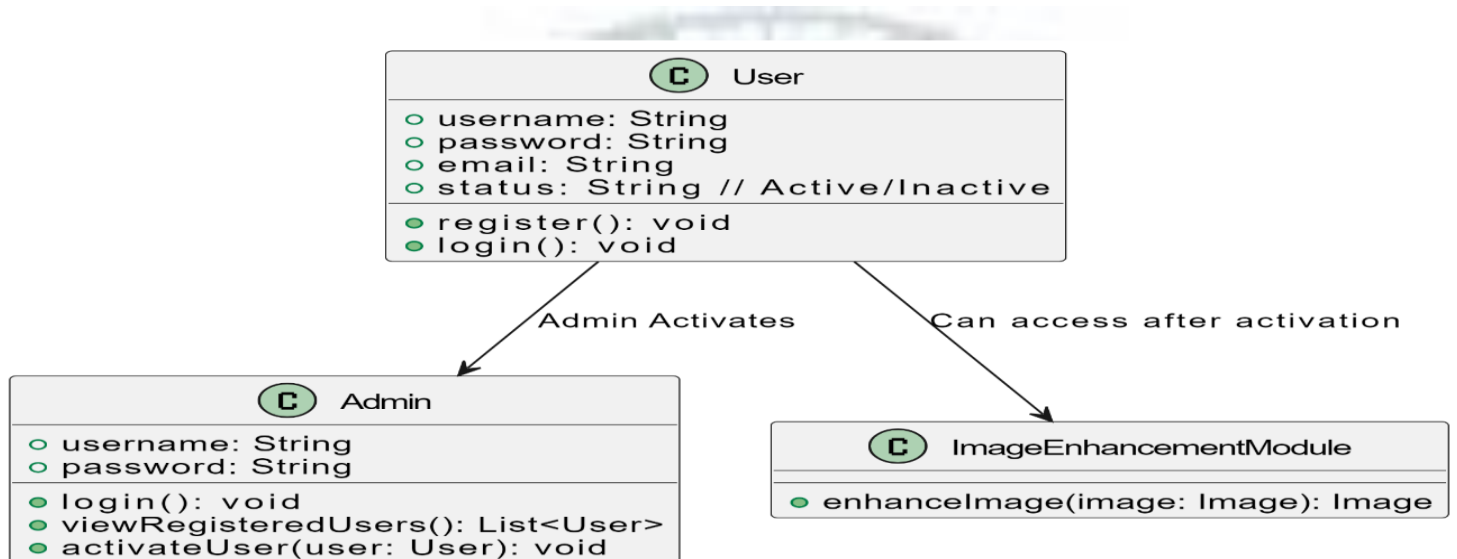 C User
username: String
password: String
email: String
status: String // Active/Inactive
register(): void
login(): void
Admin Activates
Can access after activation
C Admin
username: String
password: String
login(): void
viewRegisteredUsers(): List<User>
activateUser(user: User): void
C ImageEnhancementModule
enhanceImage(image: Image): Image